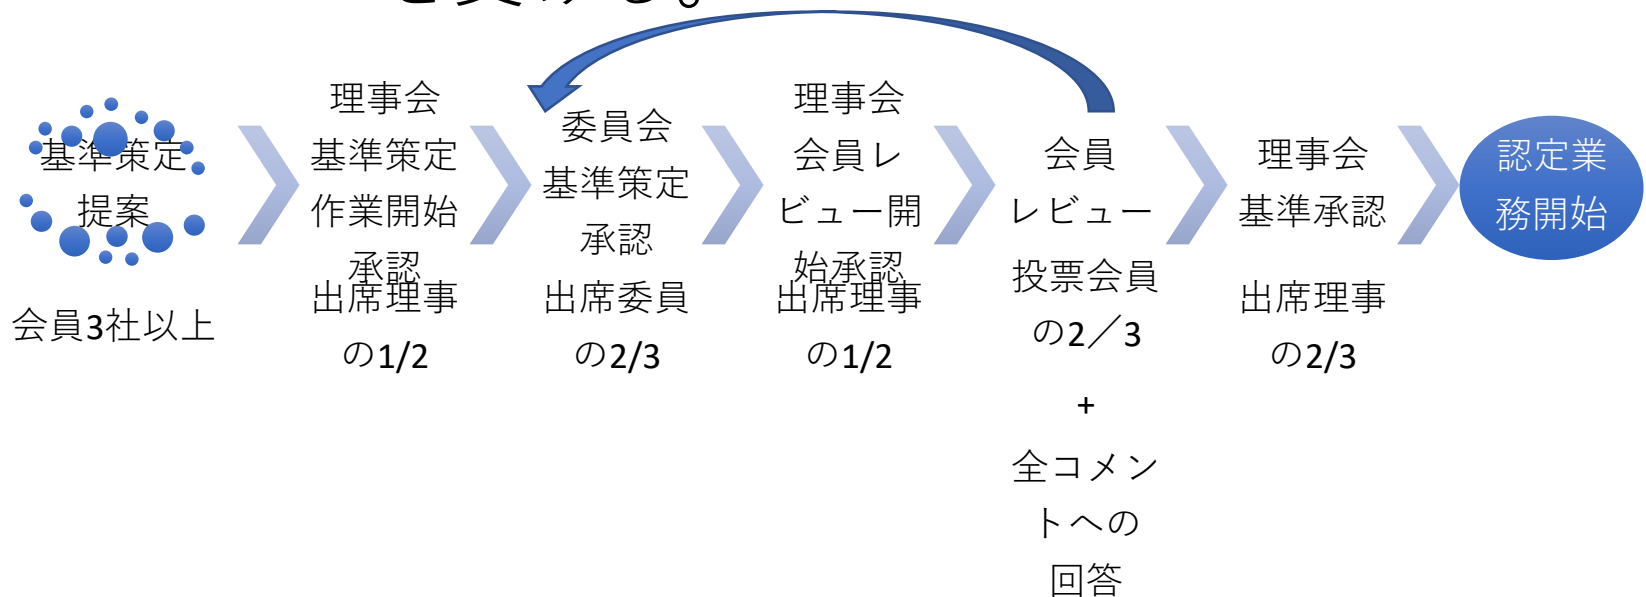 基準策定
提案
会員3社以上
理事会
基準策定
作業開始
承認
出席理事
の1/2
委員会
基準策定
承認
出席委員
の2/3
理事会
会員レ
ビュー開
始承認
出席理事
の1/2
会員
レビュー
投票会員
の2／3
+
全コメン
トへの
回答
理事会
基準承認
出席理事
の2/3
認定業
務開始